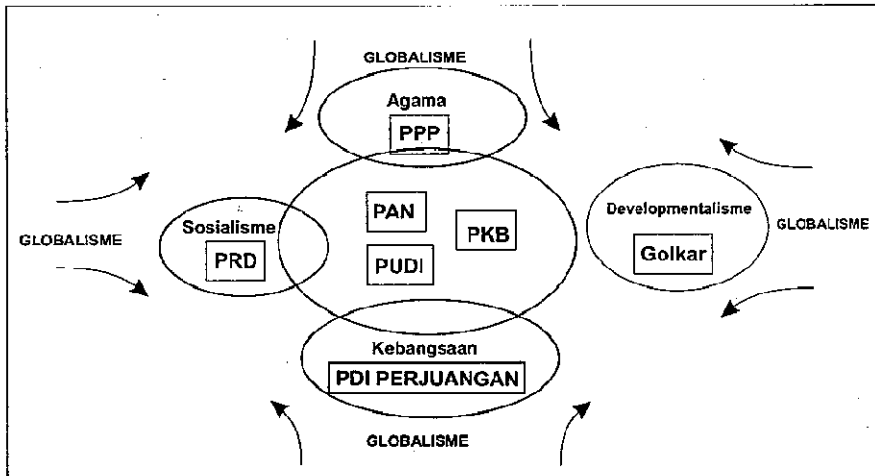 GLOBALISME
Agama
PPP
Sosialisme
PRD
GLOBALISME
PAN
PKB
PUDI
Developmentalisme
Golkar
GLOBALISME
Kebangsaan
PDI PERJUANGAN
GLOBALISME